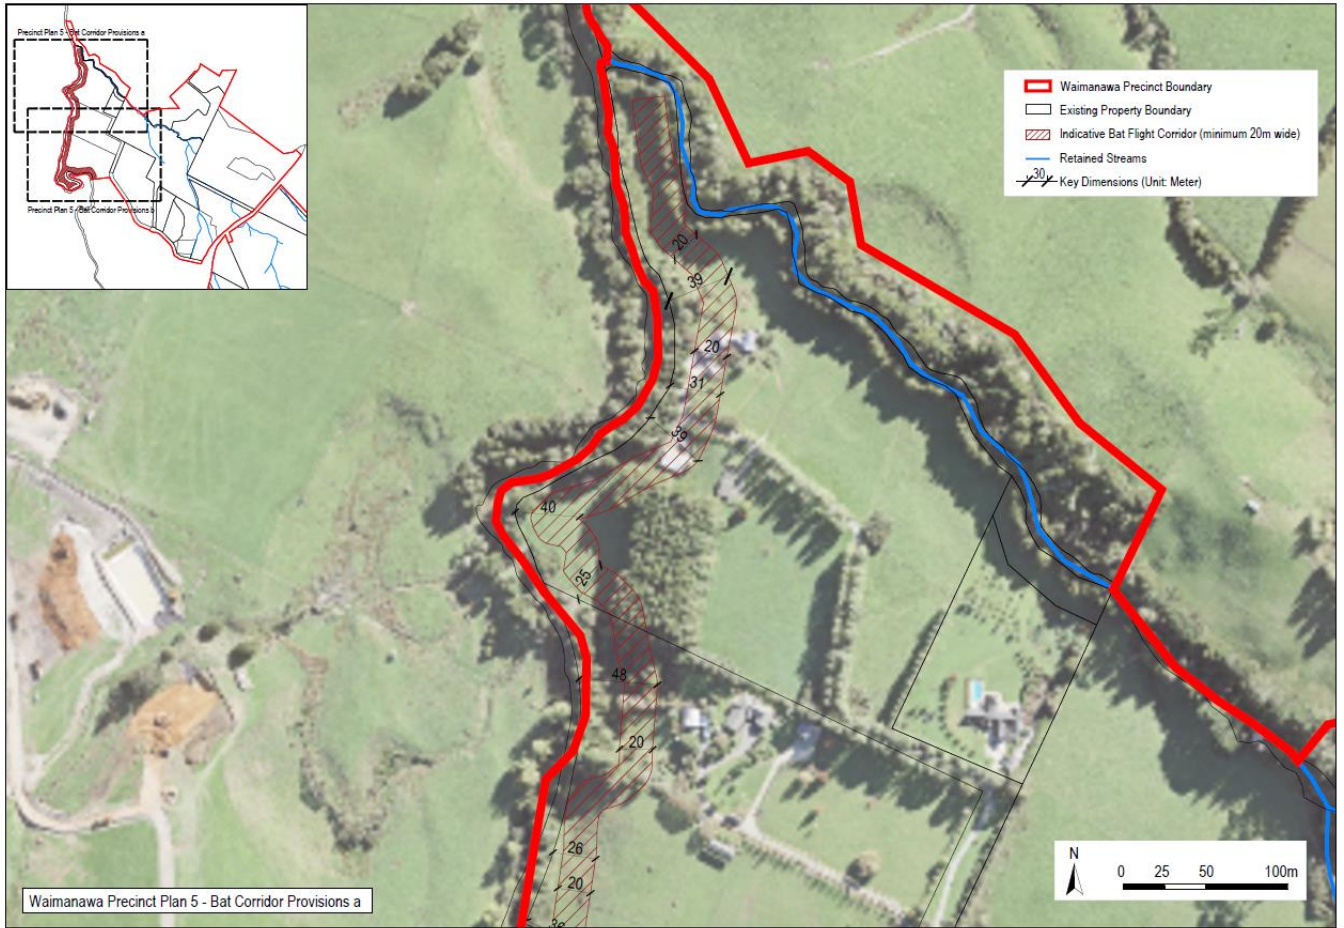 Precinct Plan 5 - Bat Corridor Provisions a
Precinct Plan 5 - Bat Corridor Provisions b
Waimanawa Precinct Boundary
Existing Property Boundary
Indicative Bat Flight Corridor (minimum 20m wide)
Retained Streams
30
Key Dimensions (Unit: Meter)
20
39
20
31
39
40
25
48
20
26
20
N
0 25 50 100m
Waimanawa Precinct Plan 5 - Bat Corridor Provisions a